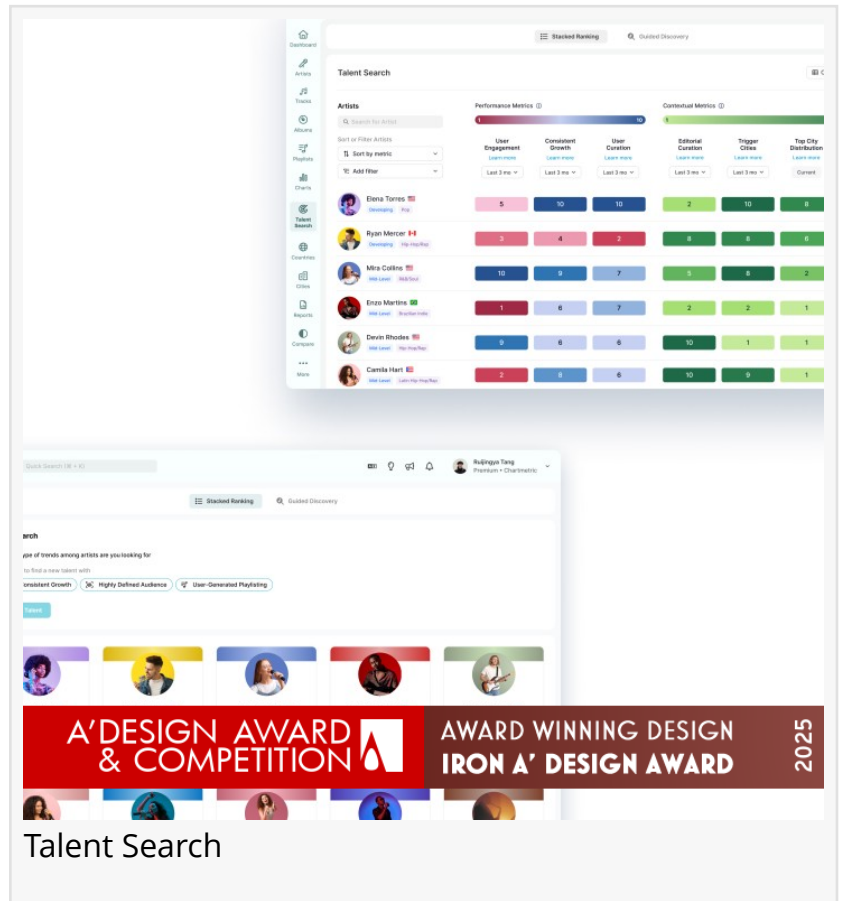 Dashboard
Artists
Tracks
Albums
Playlists
Charts
Talent Search
Countries
Cities
Reports
Compare
More
Stacked Ranking
Guided Discovery
Talent Search
Artists
Search for Artist
Sort or Filter Artists
Sort by metric
Add filter
Performance Metrics
1 10
Contextual Metrics
1
User Engagement
Consistent Growth
User Curation
Editorial Curation
Trigger Cities
Top City Distribution
Learn more Learn more Learn more Learn more Learn more Learn more
Last 3 mo Last 3 mo Last 3 mo Last 3 mo Last 3 mo Current
Elena Torres
Developing Pop
5 10 10 2 10 8
Ryan Mercer
Developing Hip-Hop/Rap
3 4 2 8 8 6
Mira Collins
Mid-Level R&B/Soul
10 9 7 5 8 2
Enzo Martins
Mid-Level Brazilian Indie
1 6 7 2 2 1
Devin Rhodes
Mid-Level Hip-Hop/Rap
9 6 6 10 1 1
Camila Hart
Mid-Level Latin Hip-Hop/Rap
2 8 6 10 9 1
Quick Search (⌘ + K)
Ruijingya Tang
Premium + Chartmetric
Stacked Ranking
Guided Discovery
arch
ype of trends among artists are you looking for
to find a new talent with
onsistent Growth
Highly Defined Audience
User-Generated Playlisting
Talent
A'DESIGN AWARD
& COMPETITION
AWARD WINNING DESIGN
IRON A' DESIGN AWARD
2025
Talent Search